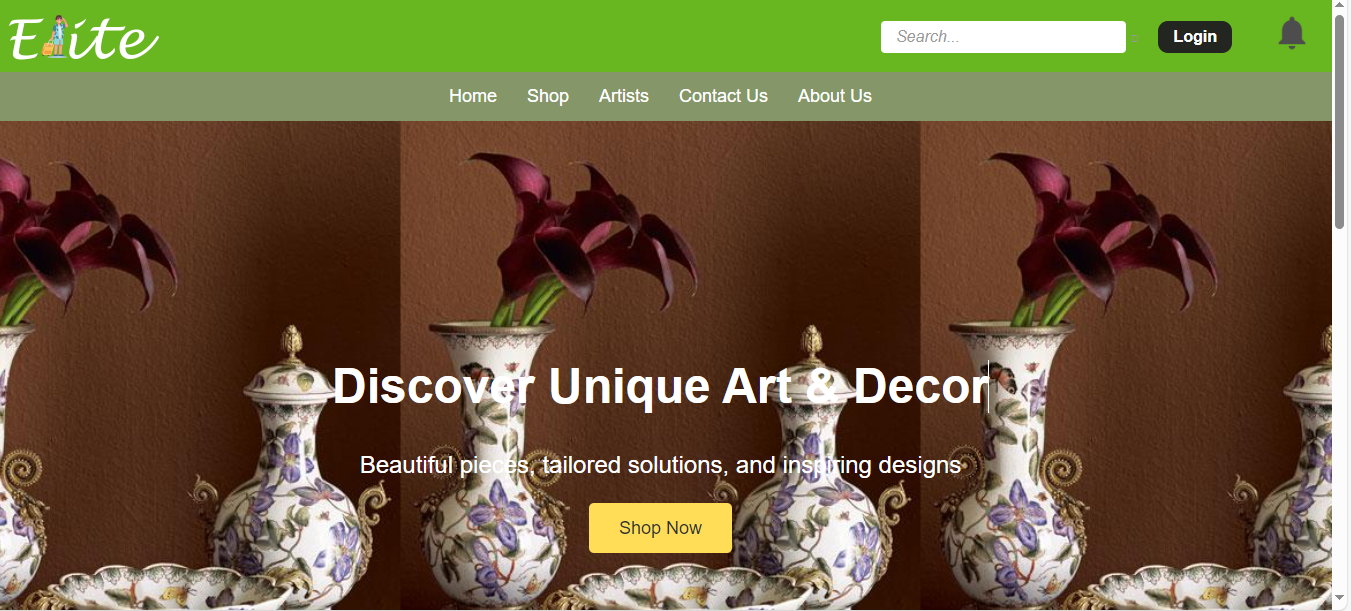 Elite
Search...
Login
Home Shop Artists Contact Us About Us
Discover Unique Art & Decor
Beautiful pieces, tailored solutions, and inspiring designs
Shop Now